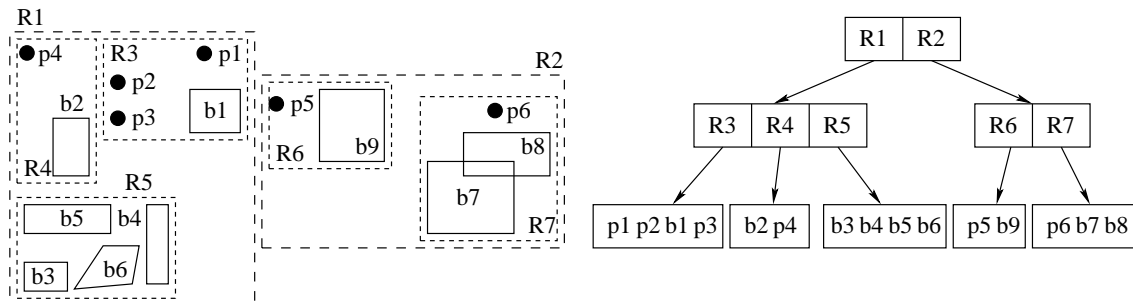 R1
p4
R3
p1
p2
p3
b2
b1
R4
R5
b5
b4
b3
b6
R2
p5
p6
R6
b9
b8
b7
R7
R1 R2
R3 R4 R5
R6 R7
p1 p2 b1 p3
b2 p4
b3 b4 b5 b6
p5 b9
p6 b7 b8